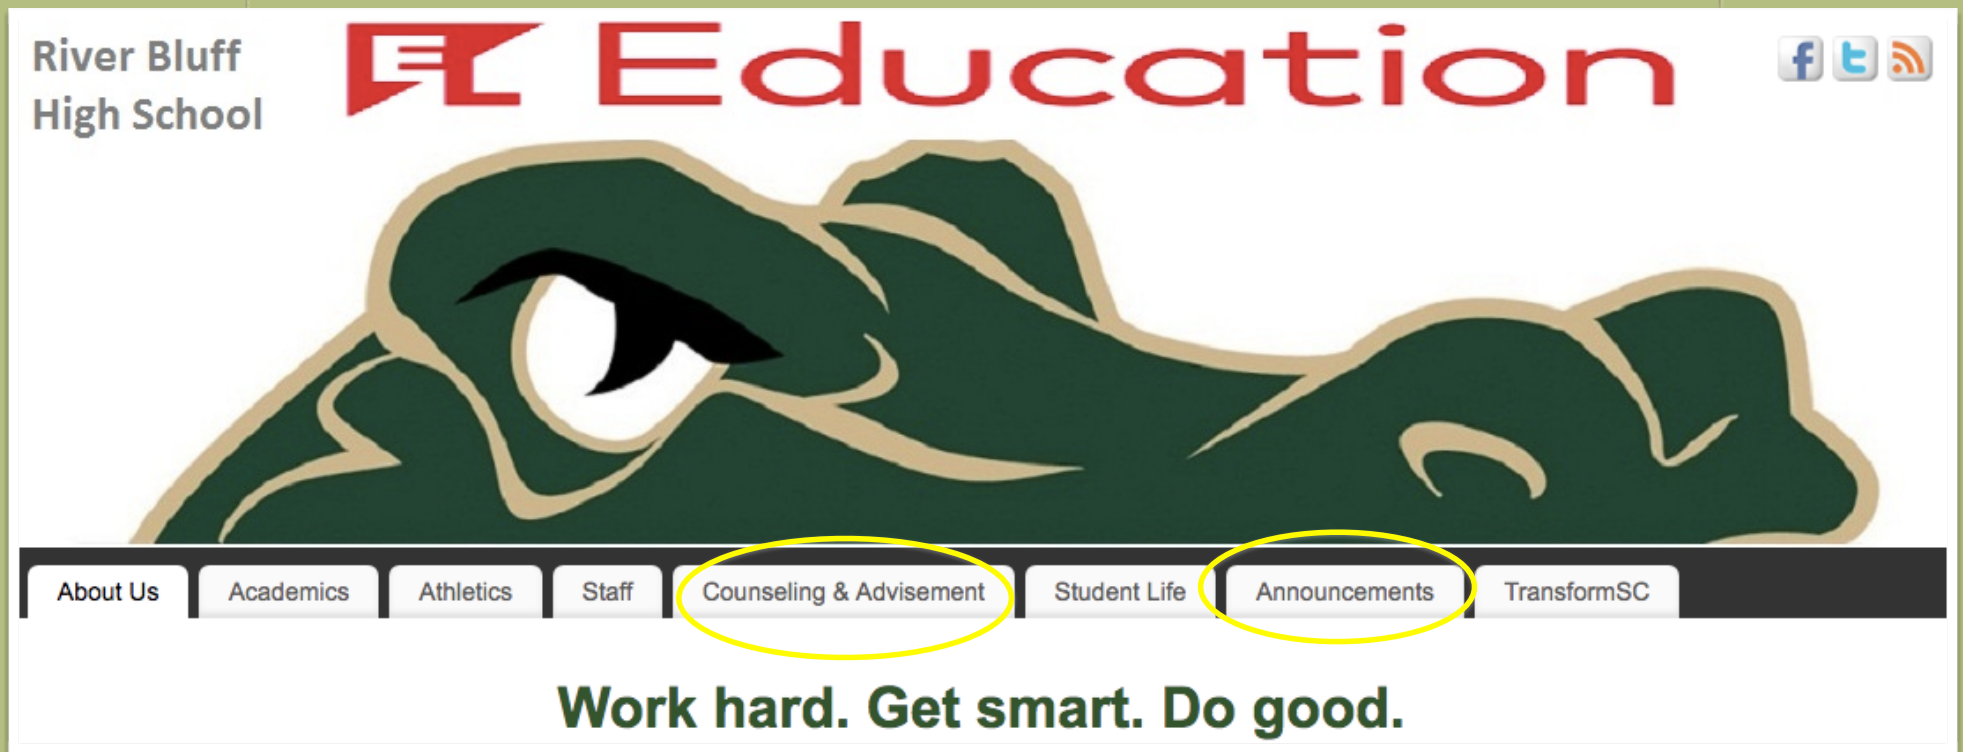 River Bluff
High School
EL Education
About Us
Academics
Athletics
Staff
Counseling & Advisement
Student Life
Announcements
TransformSC
Work hard. Get smart. Do good.